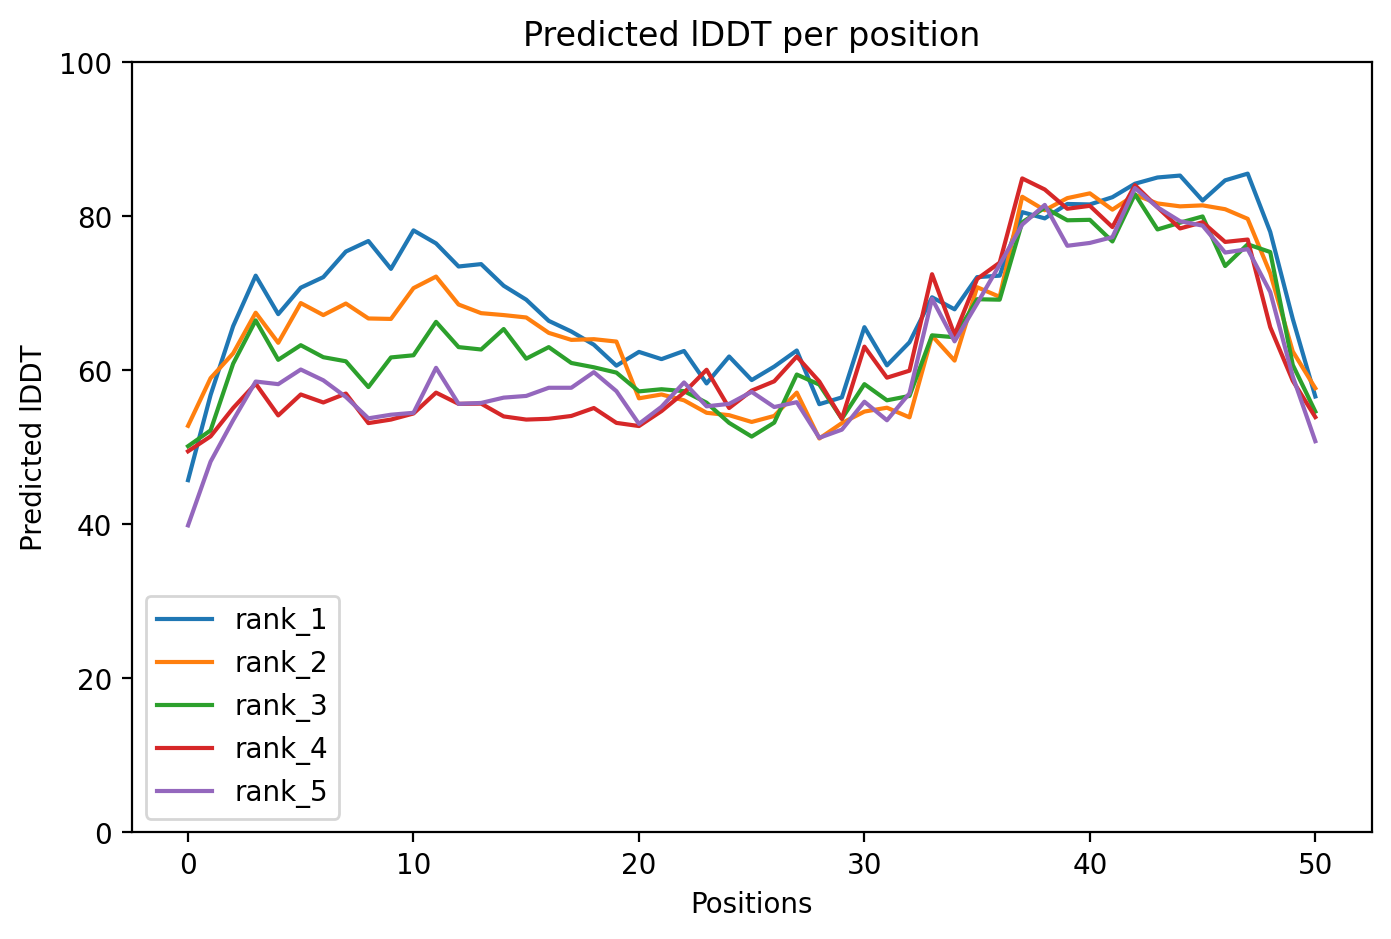 Predicted lDDT per position
100
80
60
40
20
0
Predicted lDDT
rank_1
rank_2
rank_3
rank_4
rank_5
0 10 20 30 40 50
Positions